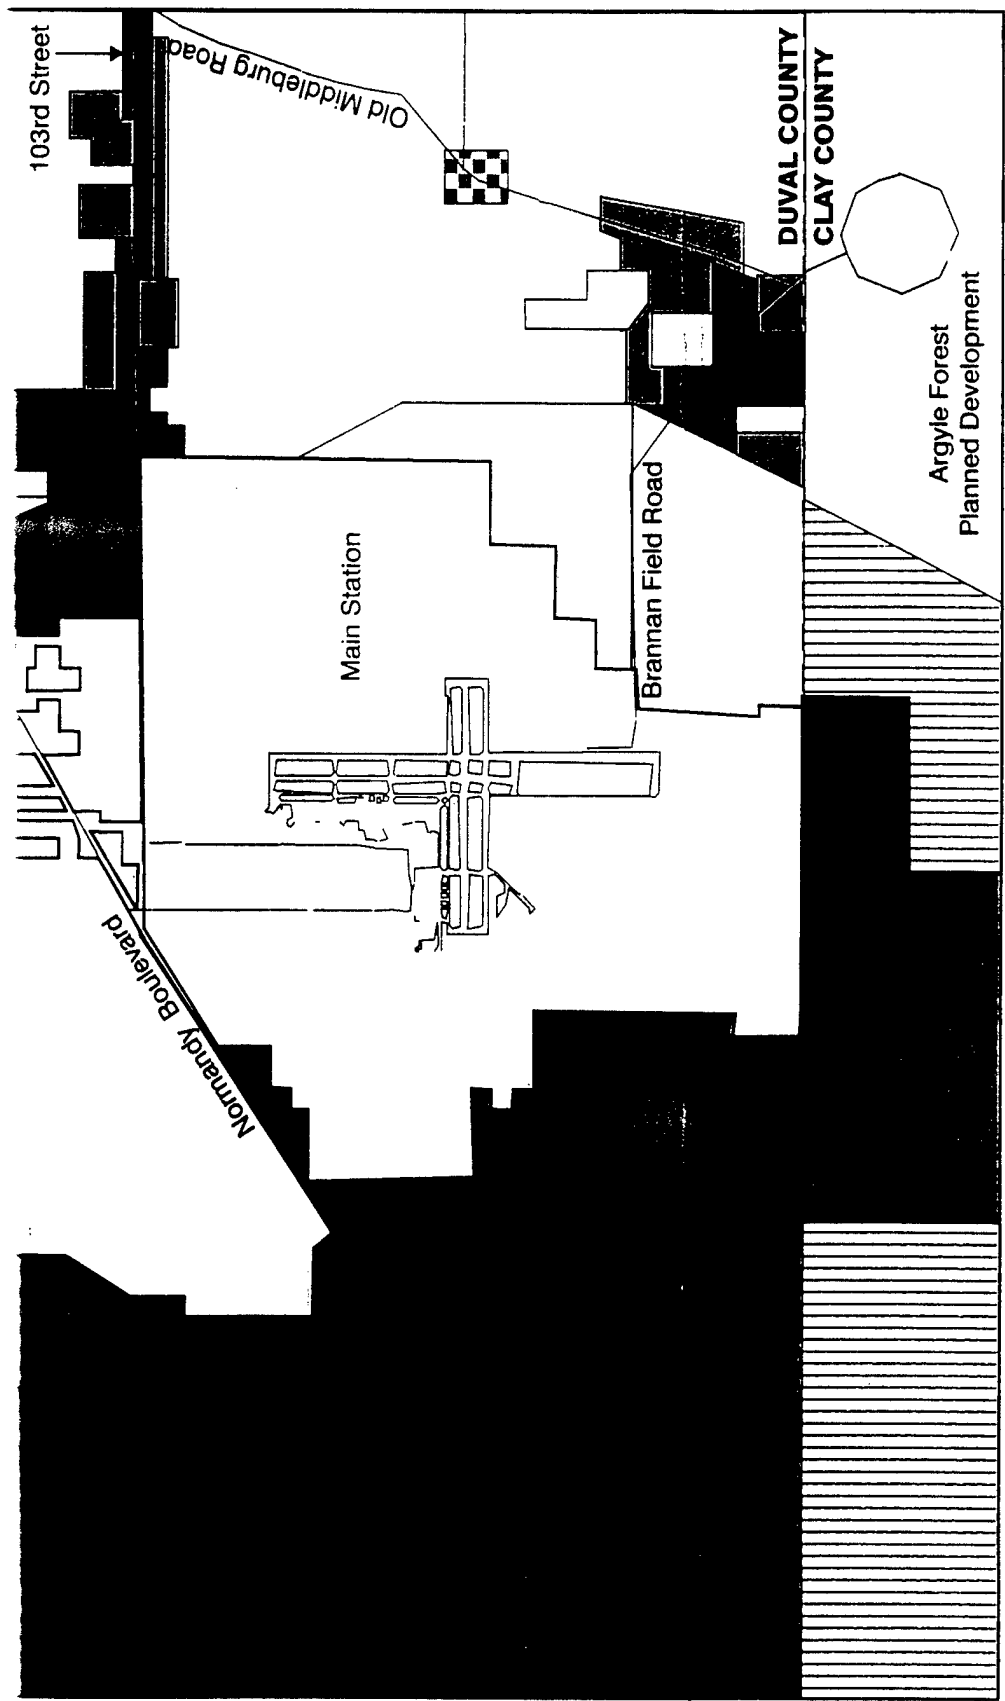 103rd Street
Old Middleburg Road
DUVAL COUNTY
CLAY COUNTY
Argyle Forest
Planned Development
Main Station
Brannan Field Road
Normandy Boulevard